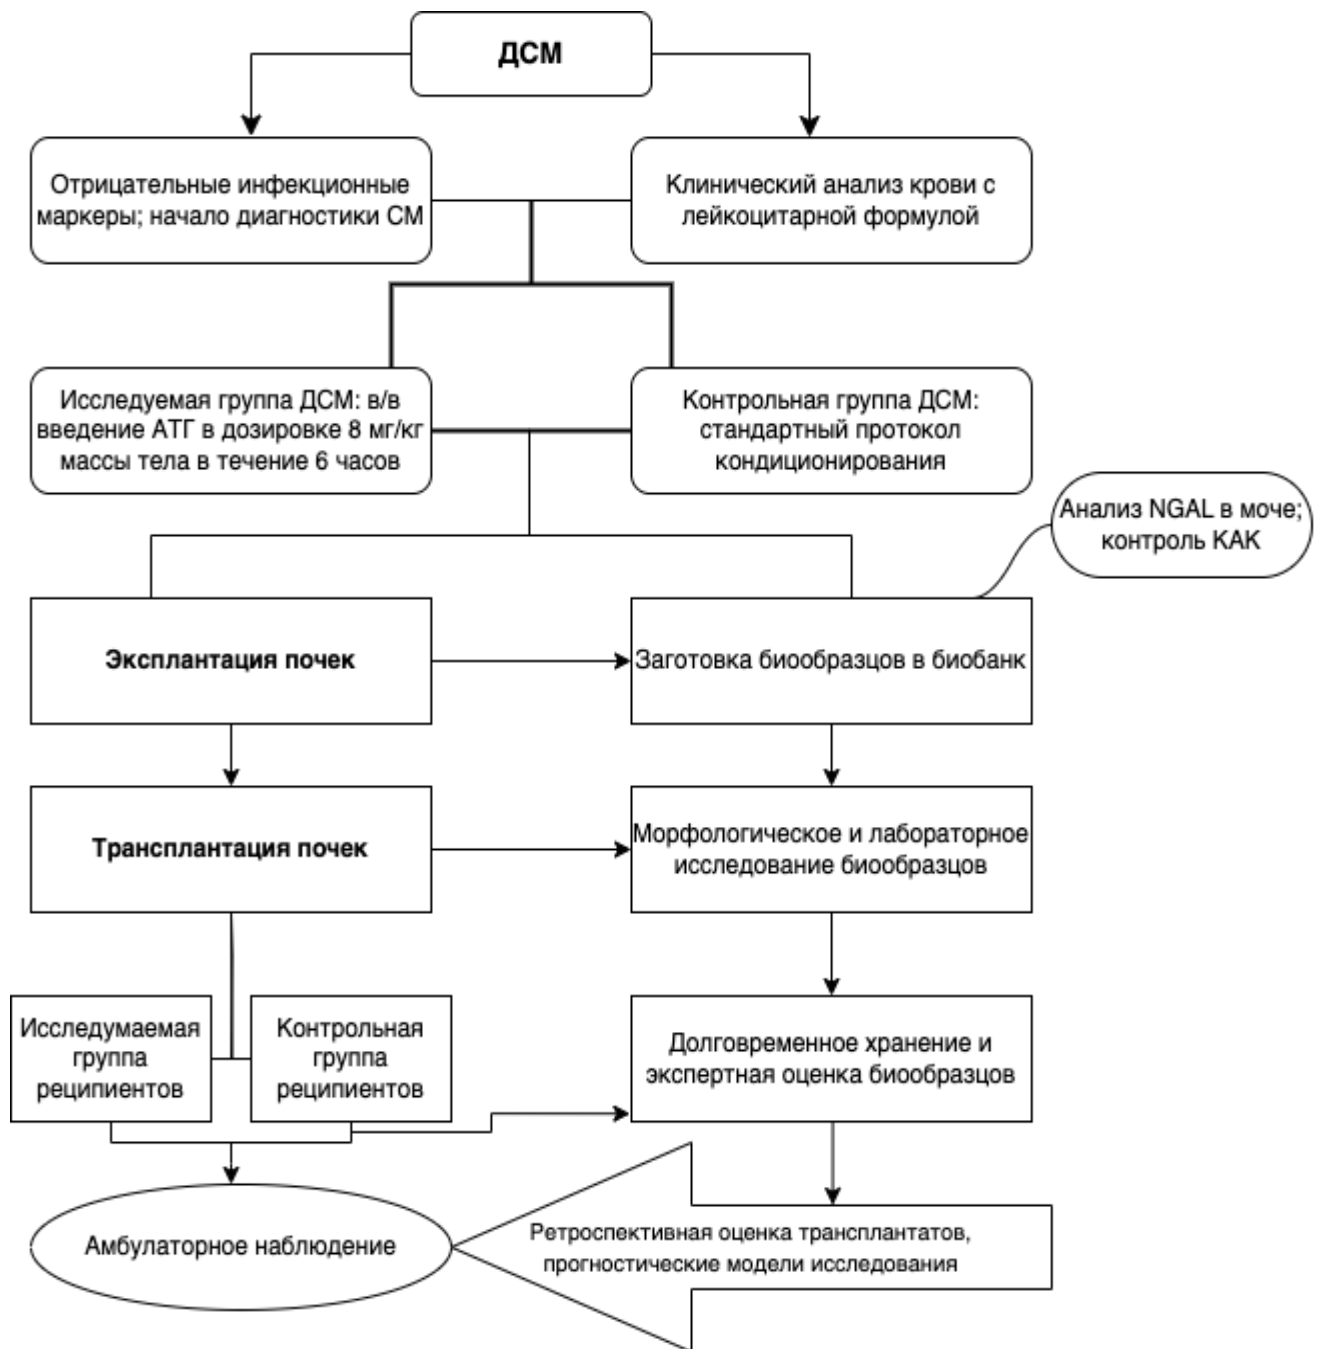 ДСМ
Отрицательные инфекционные
маркеры; начало диагностики СМ
Клинический анализ крови с
лейкоцитарной формулой
Исследуемая группа ДСМ: в/в
введение АТГ в дозировке 8 мг/кг
массы тела в течение 6 часов
Контрольная группа ДСМ:
стандартный протокол
кондиционирования
Анализ NGAL в моче;
контроль КАК
Эксплантация почек
Заготовка биообразцов в биобанк
Трансплантация почек
Морфологическое и лабораторное
исследование биообразцов
Исследумаемая
группа
реципиентов
Контрольная
группа
реципиентов
Долговременное хранение и
экспертная оценка биообразцов
Амбулаторное наблюдение
Ретроспективная оценка трансплантатов,
прогностические модели исследования